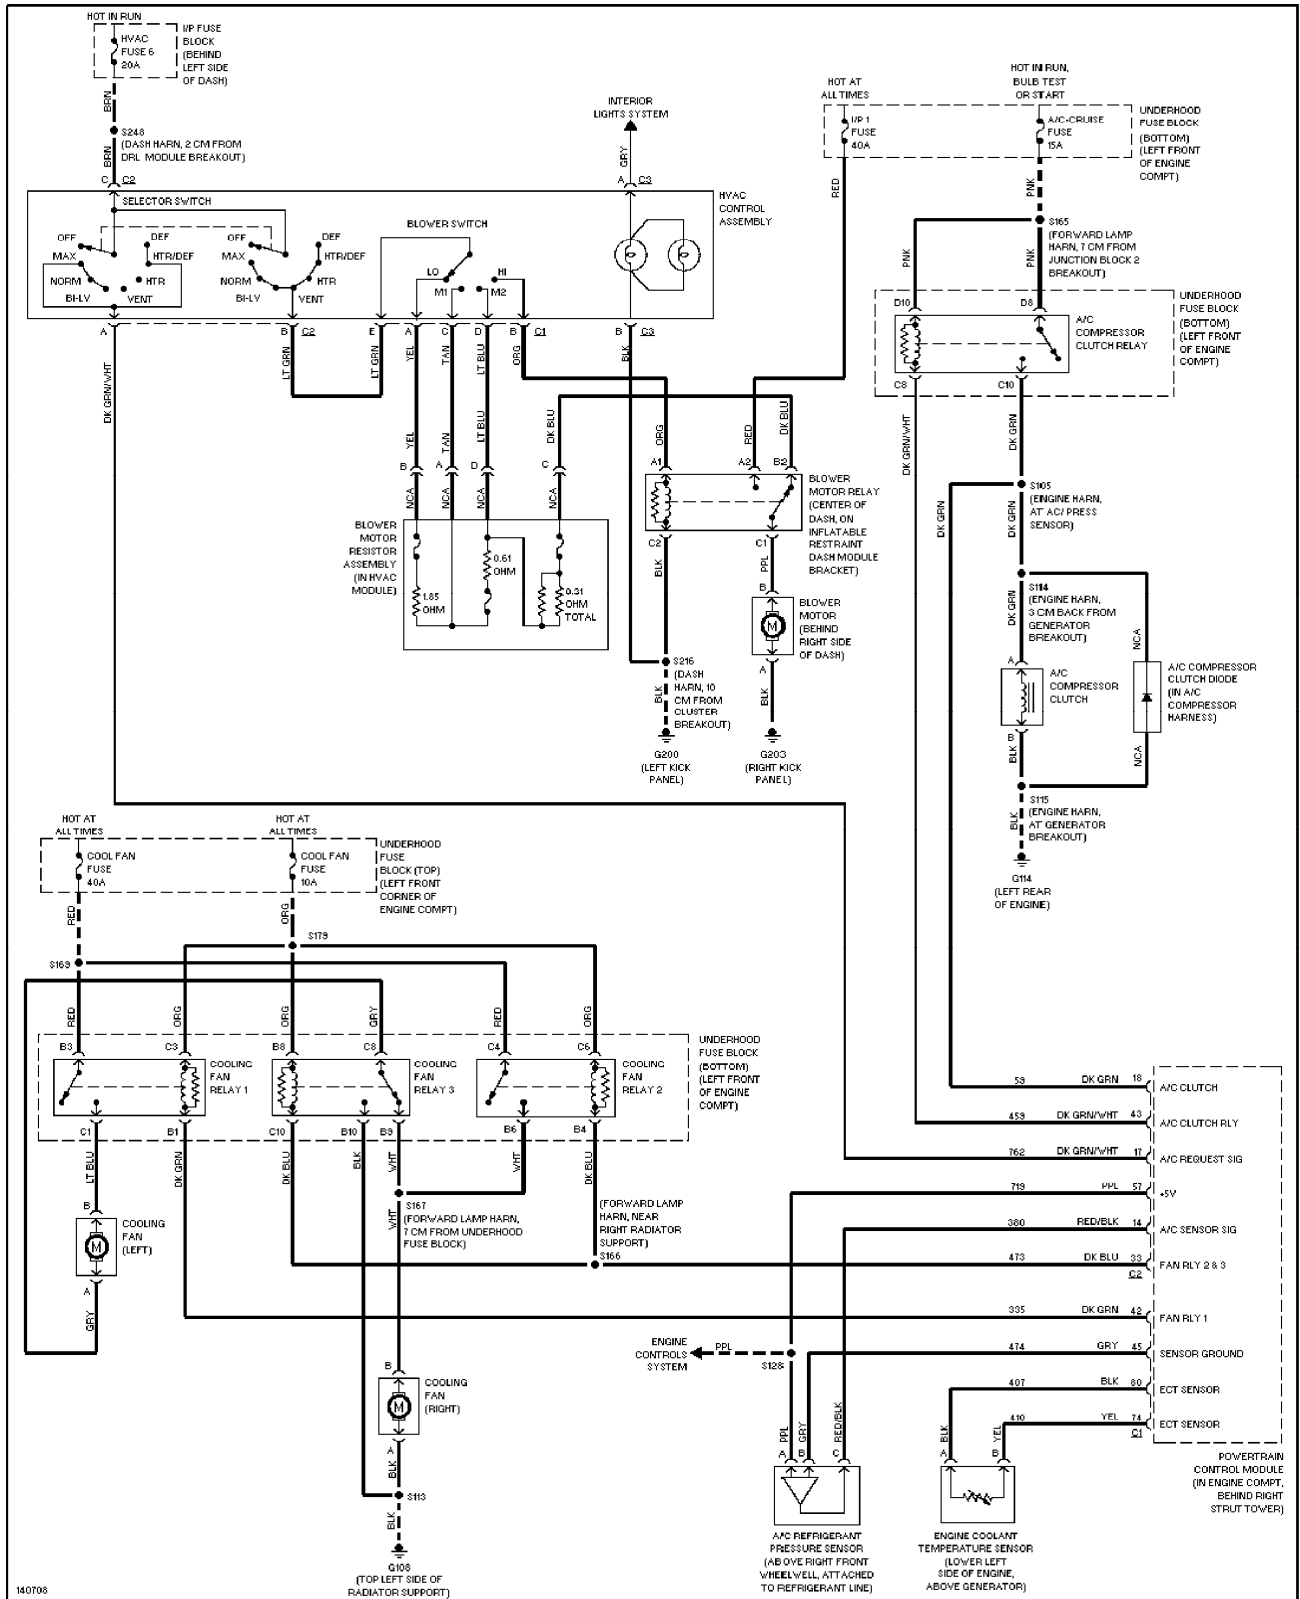 HOT IN RUN
HVAC
FUSE 6
20A
I/P FUSE
BLOCK
(BEHIND
LEFT SIDE
OF DASH)
BRN
S248
(DASH HARN, 2 CM FROM
DRL MODULE BREAKOUT)
BRN
C C2
INTERIOR
LIGHTS SYSTEM
GRY
A C3
HOT AT
ALL TIMES
HOT IN RUN,
BULB TEST
OR START
I/P 1
FUSE
40A
A/C-CRUISE
FUSE
15A
UNDERHOOD
FUSE BLOCK
(BOTTOM)
(LEFT FRONT
OF ENGINE
COMPT)
RED
PNK
S165
(FORWARD LAMP
HARN, 7 CM FROM
JUNCTION BLOCK 2
BREAKOUT)
PNK
PNK
SELECTOR SWITCH
OFF
MAX
NORM
BI-LV
VENT
HTR
HTR/DEF
DEF
OFF
MAX
NORM
BI-LV
VENT
HTR
HTR/DEF
DEF
BLOWER SWITCH
LO
M1
M2
HI
HVAC
CONTROL
ASSEMBLY
A
B C2
E
A
C
D
B C1
B C3
DK GRN/WHT
LT GRN
LT GRN
YEL
TAN
LT BLU
ORG
BLK
D10
D8
A/C
COMPRESSOR
CLUTCH RELAY
UNDERHOOD
FUSE BLOCK
(BOTTOM)
(LEFT FRONT
OF ENGINE
COMPT)
C8
C10
DK GRN/WHT
DK GRN
YEL
TAN
LT BLU
DK BLU
ORG
RED
DK BLU
B
A
D
C
A1
A2
B2
NCA
NCA
NCA
NCA
BLOWER
MOTOR
RESISTOR
ASSEMBLY
(IN HVAC
MODULE)
1.85
OHM
0.61
OHM
0.31
OHM
TOTAL
BLOWER
MOTOR RELAY
(CENTER OF
DASH, ON
INFLATABLE
RESTRAINT
DASH MODULE
BRACKET)
C2
C1
BLK
PPL
B
M
BLOWER
MOTOR
(BEHIND
RIGHT SIDE
OF DASH)
A
BLK
G203
(RIGHT KICK
PANEL)
S216
(DASH
HARN, 10
CM FROM
CLUSTER
BREAKOUT)
BLK
G200
(LEFT KICK
PANEL)
S105
(ENGINE HARN,
AT AC/ PRESS
SENSOR)
DK GRN
DK GRN
S114
(ENGINE HARN,
3 CM BACK FROM
GENERATOR
BREAKOUT)
DK GRN
NCA
A
A/C
COMPRESSOR
CLUTCH
A/C COMPRESSOR
CLUTCH DIODE
(IN A/C
COMPRESSOR
HARNESS)
B
BLK
NCA
S115
(ENGINE HARN,
AT GENERATOR
BREAKOUT)
BLK
G114
(LEFT REAR
OF ENGINE)
HOT AT
ALL TIMES
HOT AT
ALL TIMES
COOL FAN
FUSE
40A
COOL FAN
FUSE
10A
UNDERHOOD
FUSE
BLOCK (TOP)
(LEFT FRONT
CORNER OF
ENGINE COMPT)
RED
ORG
S179
S169
RED
ORG
ORG
GRY
RED
ORG
B3
C3
B8
C8
C4
C6
COOLING
FAN
RELAY 1
COOLING
FAN
RELAY 3
COOLING
FAN
RELAY 2
UNDERHOOD
FUSE BLOCK
(BOTTOM)
(LEFT FRONT
OF ENGINE
COMPT)
C1
B1
C10
B10
B9
B6
B4
LT BLU
DK GRN
DK BLU
BLK
WHT
WHT
DK BLU
B
M
COOLING
FAN
(LEFT)
A
GRY
S167
(FORWARD LAMP HARN,
7 CM FROM UNDERHOOD
FUSE BLOCK)
WHT
(FORWARD LAMP
HARN, NEAR
RIGHT RADIATOR
SUPPORT)
S166
B
M
COOLING
FAN
(RIGHT)
A
BLK
S113
BLK
G108
(TOP LEFT SIDE OF
RADIATOR SUPPORT)
59 DK GRN 18 A/C CLUTCH
459 DK GRN/WHT 43 A/C CLUTCH RLY
762 DK GRN/WHT 17 A/C REQUEST SIG
719 PPL 57 +5V
380 RED/BLK 14 A/C SENSOR SIG
473 DK BLU 33 FAN RLY 2 & 3
C2
335 DK GRN 42 FAN RLY 1
474 GRY 45 SENSOR GROUND
407 BLK 80 ECT SENSOR
410 YEL 74 ECT SENSOR
C1
POWERTRAIN
CONTROL MODULE
(IN ENGINE COMPT,
BEHIND RIGHT
STRUT TOWER)
ENGINE
CONTROLS
SYSTEM
PPL
S128
PPL
GRY
RED/BLK
A
B
C
A/C REFRIGERANT
PRESSURE SENSOR
(ABOVE RIGHT FRONT
WHEELWELL, ATTACHED
TO REFRIGERANT LINE)
BLK
YEL
A
B
ENGINE COOLANT
TEMPERATURE SENSOR
(LOWER LEFT
SIDE OF ENGINE,
ABOVE GENERATOR)
140708